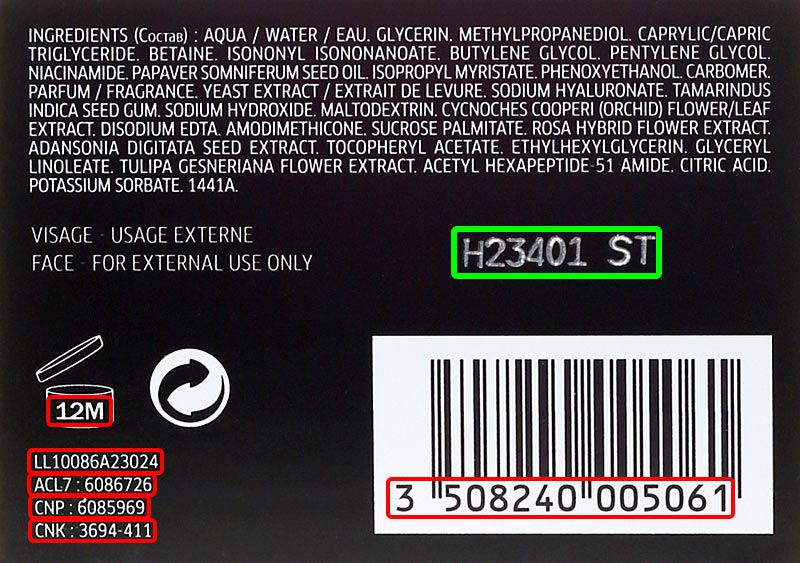 INGREDIENTS (Состав) : AQUA / WATER / EAU. GLYCERIN. METHYLPROPANEDIOL. CAPRYLIC/CAPRIC
TRIGLYCERIDE. BETAINE. ISONONYL ISONONANOATE. BUTYLENE GLYCOL. PENTYLENE GLYCOL.
NIACINAMIDE. PAPAVER SOMNIFERUM SEED OIL. ISOPROPYL MYRISTATE. PHENOXYETHANOL. CARBOMER.
PARFUM / FRAGRANCE. YEAST EXTRACT / EXTRAIT DE LEVURE. SODIUM HYALURONATE. TAMARINDUS
INDICA SEED GUM. SODIUM HYDROXIDE. MALTODEXTRIN. CYCNOCHES COOPERI (ORCHID) FLOWER/LEAF
EXTRACT. DISODIUM EDTA. AMODIMETHICONE. SUCROSE PALMITATE. ROSA HYBRID FLOWER EXTRACT.
ADANSONIA DIGITATA SEED EXTRACT. TOCOPHERYL ACETATE. ETHYLHEXYLGLYCERIN. GLYCERYL
LINOLEATE. TULIPA GESNERIANA FLOWER EXTRACT. ACETYL HEXAPEPTIDE-51 AMIDE. CITRIC ACID.
POTASSIUM SORBATE. 1441A.
VISAGE - USAGE EXTERNE
FACE - FOR EXTERNAL USE ONLY
H23401 ST
12M
LL10086A23024
ACL7 : 6086726
CNP : 6085969
CNK : 3694-411
3 508240 005061